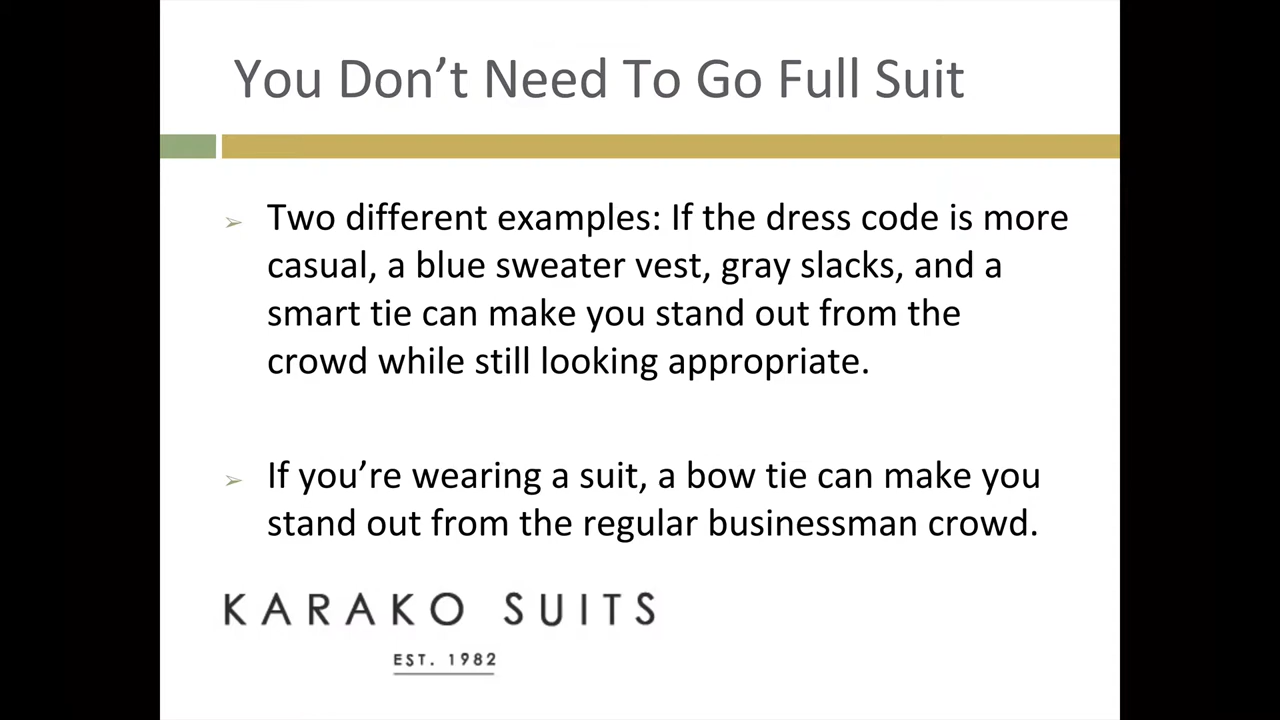 You Don’t Need To Go Full Suit
Two different examples: If the dress code is more
casual, a blue sweater vest, gray slacks, and a
smart tie can make you stand out from the
crowd while still looking appropriate.
If you’re wearing a suit, a bow tie can make you
stand out from the regular businessman crowd.
KARAKO SUITS
EST. 1982